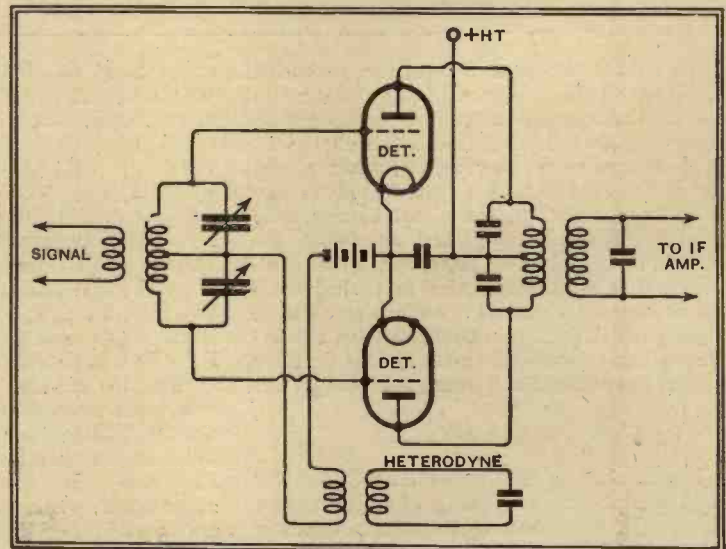 +HT
DET.
SIGNAL
TO IF
AMP.
DET.
HETERODYNE